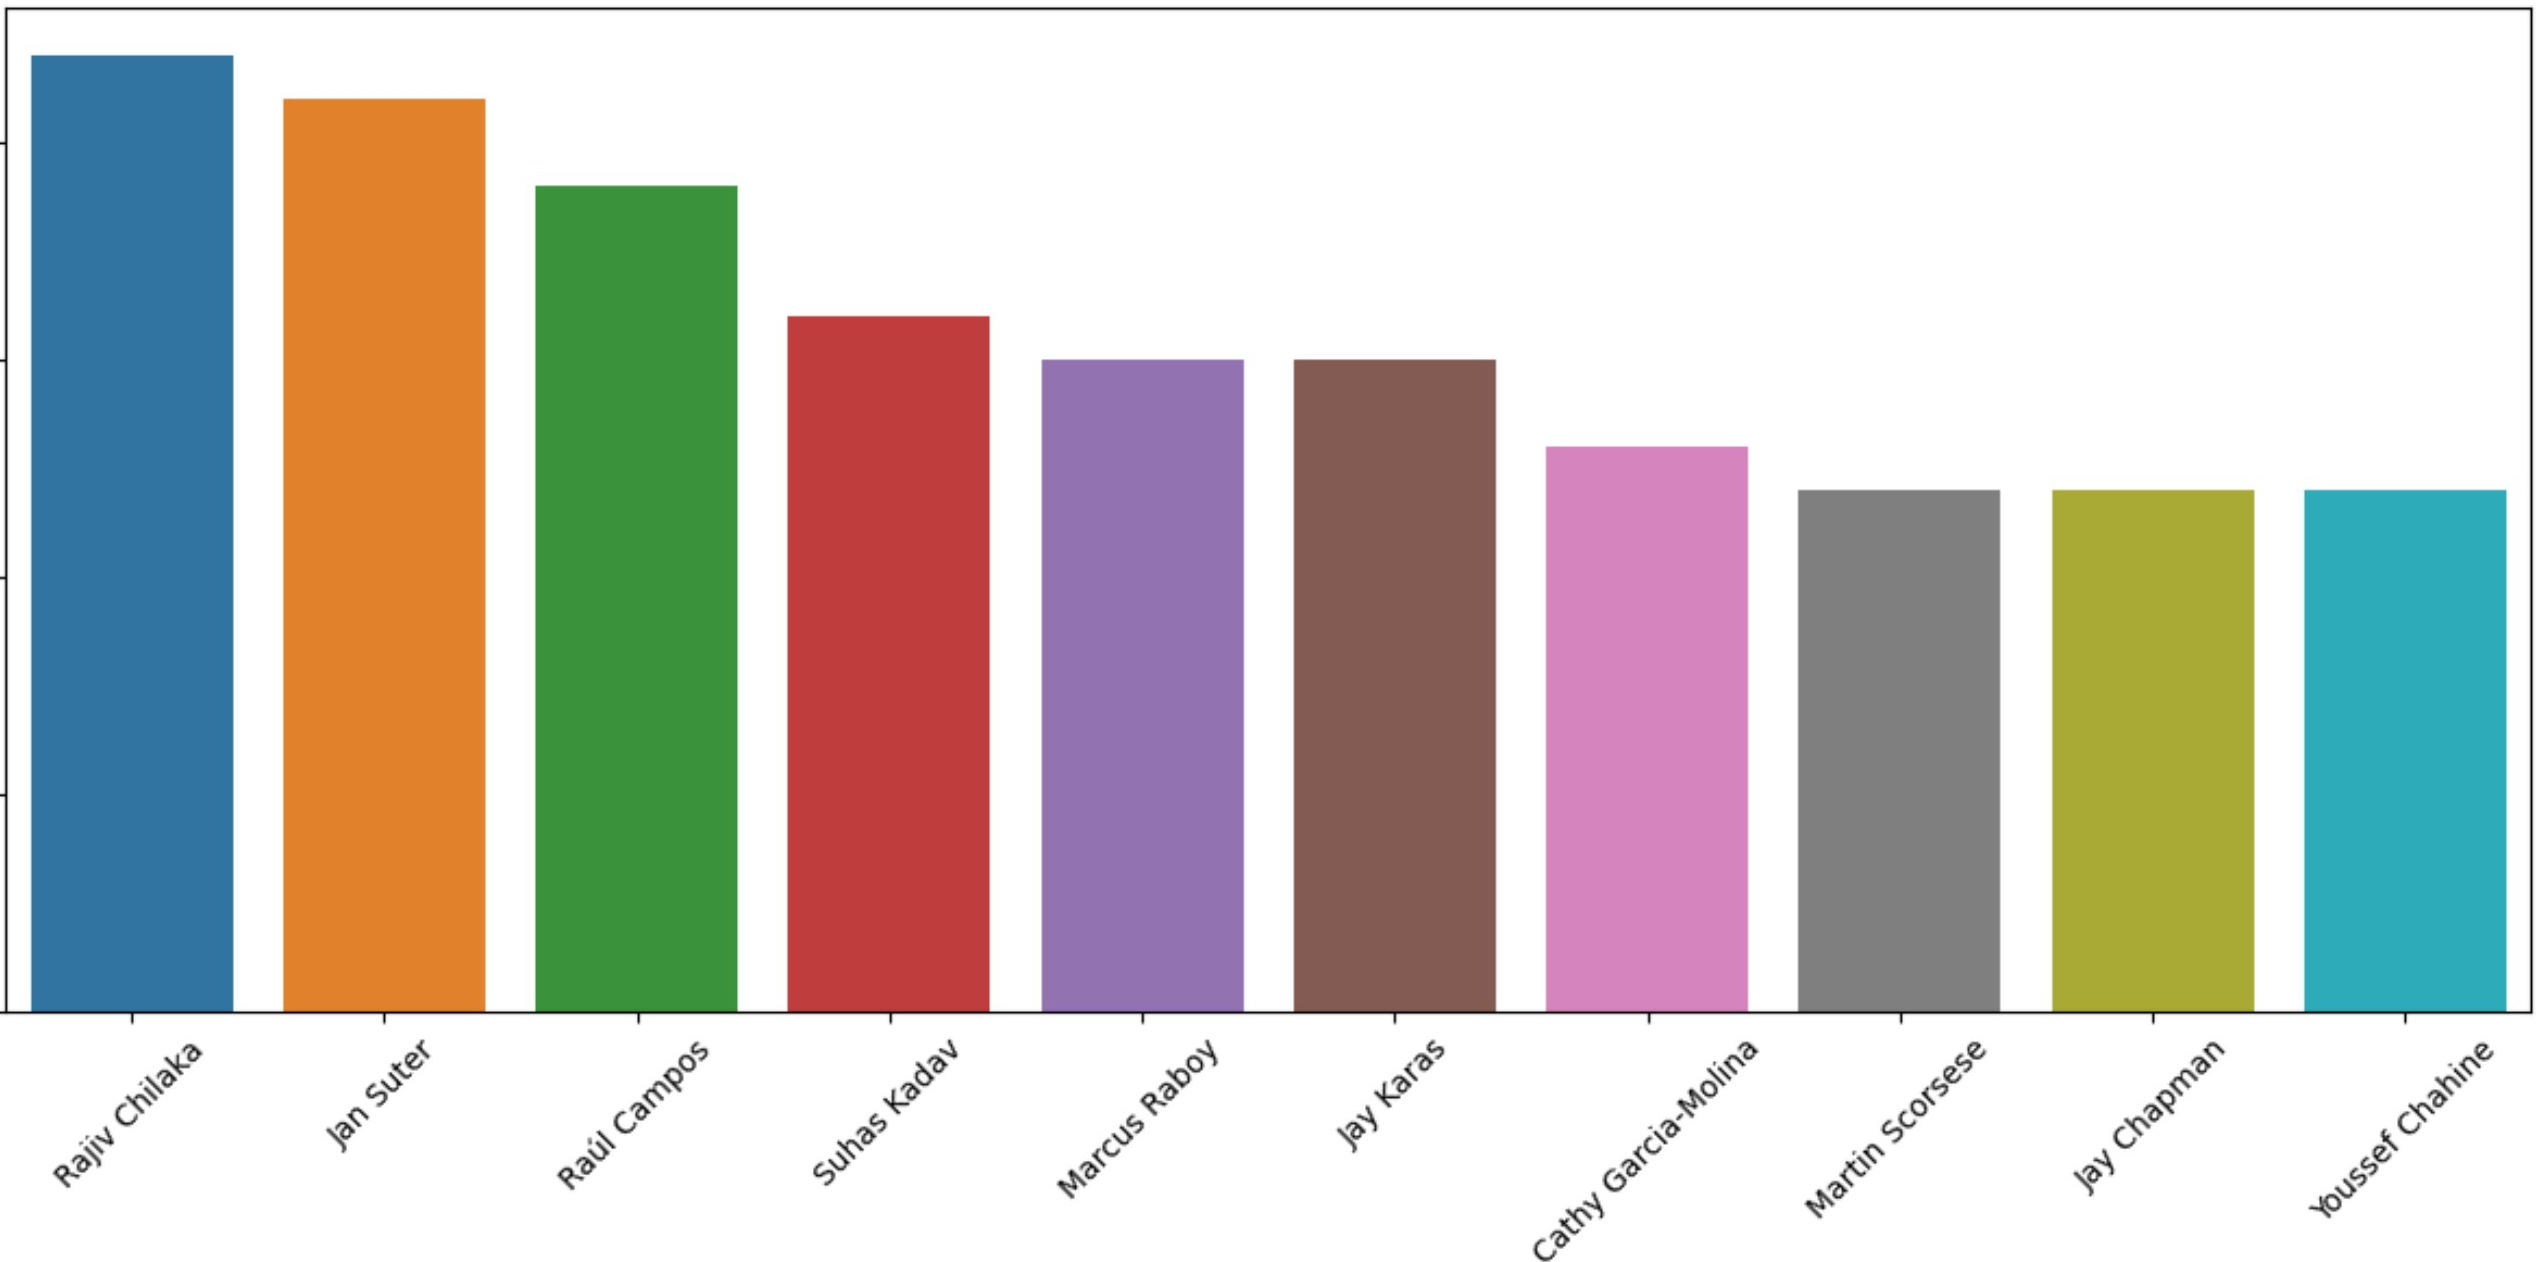 Rajiv Chilaka
Jan Suter
Raúl Campos
Suhas Kadav
Marcus Raboy
Jay Karas
Cathy Garcia-Molina
Martin Scorsese
Jay Chapman
Youssef Chahine